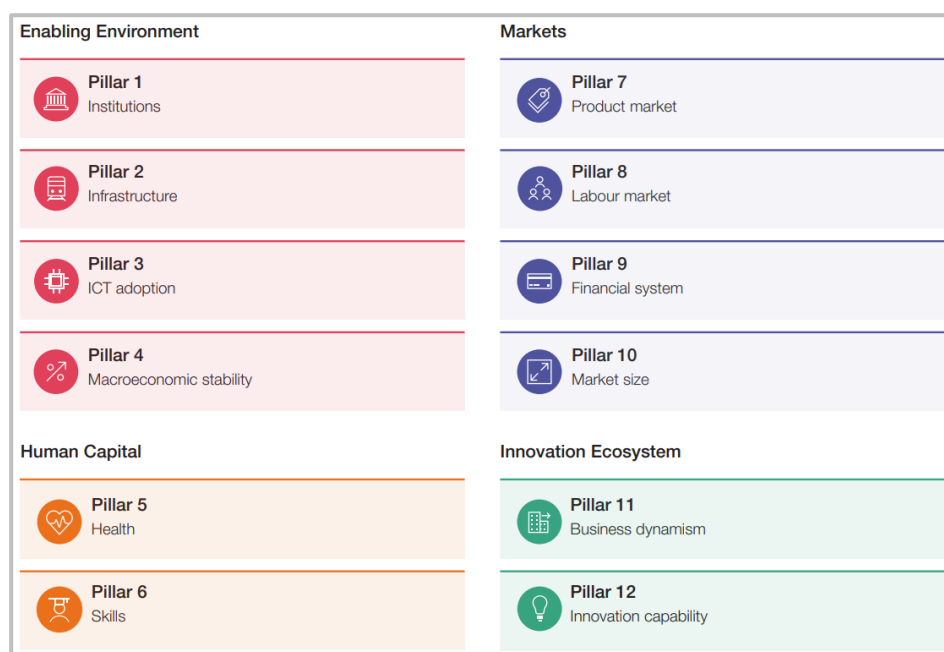 Enabling Environment
Pillar 1
Institutions
Pillar 2
Infrastructure
Pillar 3
ICT adoption
Pillar 4
Macroeconomic stability
Human Capital
Pillar 5
Health
Pillar 6
Skills
Markets
Pillar 7
Product market
Pillar 8
Labour market
Pillar 9
Financial system
Pillar 10
Market size
Innovation Ecosystem
Pillar 11
Business dynamism
Pillar 12
Innovation capability